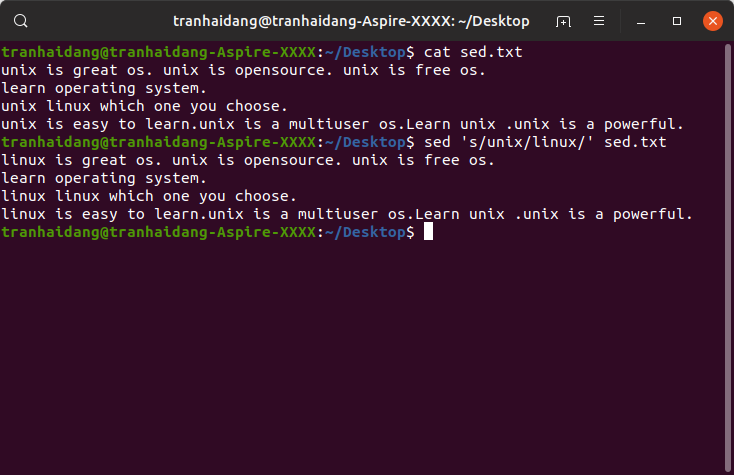 tranhaidang@tranhaidang-Aspire-XXXX: ~/Desktop
tranhaidang@tranhaidang-Aspire-XXXX:~/Desktop$ cat sed.txt
unix is great os. unix is opensource. unix is free os.
learn operating system.
unix linux which one you choose.
unix is easy to learn.unix is a multiuser os.Learn unix .unix is a powerful.
tranhaidang@tranhaidang-Aspire-XXXX:~/Desktop$ sed 's/unix/linux/' sed.txt
linux is great os. unix is opensource. unix is free os.
learn operating system.
linux linux which one you choose.
linux is easy to learn.unix is a multiuser os.Learn unix .unix is a powerful.
tranhaidang@tranhaidang-Aspire-XXXX:~/Desktop$